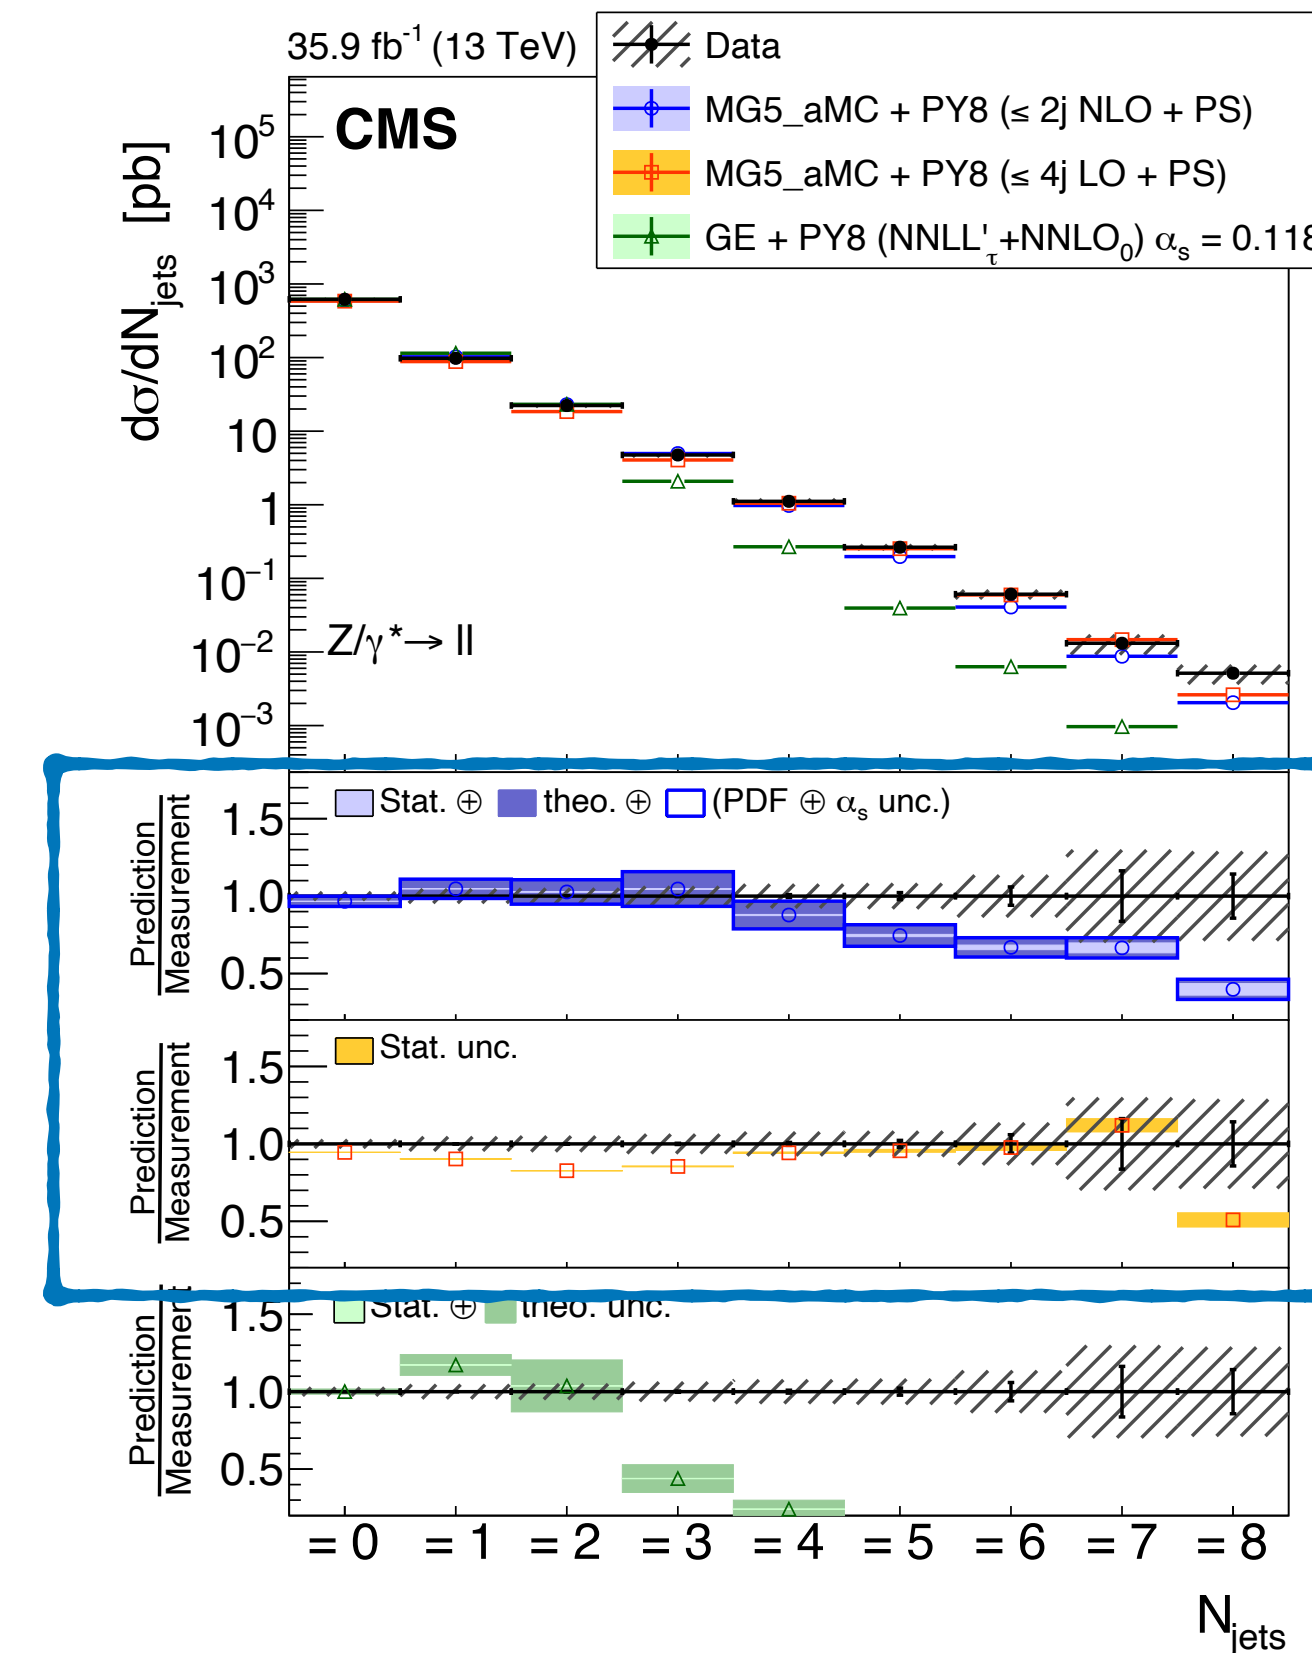 35.9 fb⁻¹ (13 TeV)
Data
MG5_aMC + PY8 (≤ 2j NLO + PS)
MG5_aMC + PY8 (≤ 4j LO + PS)
GE + PY8 (NNLL'τ+NNLO₀) αₛ = 0.118
CMS
dσ/dN_jets [pb]
10⁵
10⁴
10³
10²
10
1
10⁻¹
10⁻²
10⁻³
Z/γ*→ ll
Prediction
Measurement
Stat. ⊕ theo. ⊕ (PDF ⊕ αₛ unc.)
1.5
1.0
0.5
Prediction
Measurement
Stat. unc.
1.5
1.0
0.5
Prediction
Measurement
Stat. ⊕ theo. unc.
1.5
1.0
0.5
= 0 = 1 = 2 = 3 = 4 = 5 = 6 = 7 = 8
N_jets